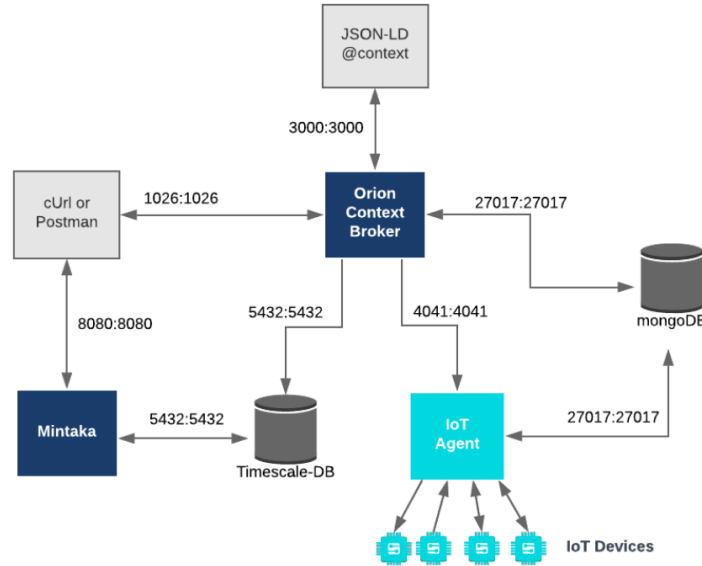 JSON-LD
@context
3000:3000
cUrl or
Postman
1026:1026
Orion
Context
Broker
27017:27017
mongoDB
8080:8080
5432:5432
4041:4041
Mintaka
5432:5432
Timescale-DB
IoT
Agent
27017:27017
IoT Devices